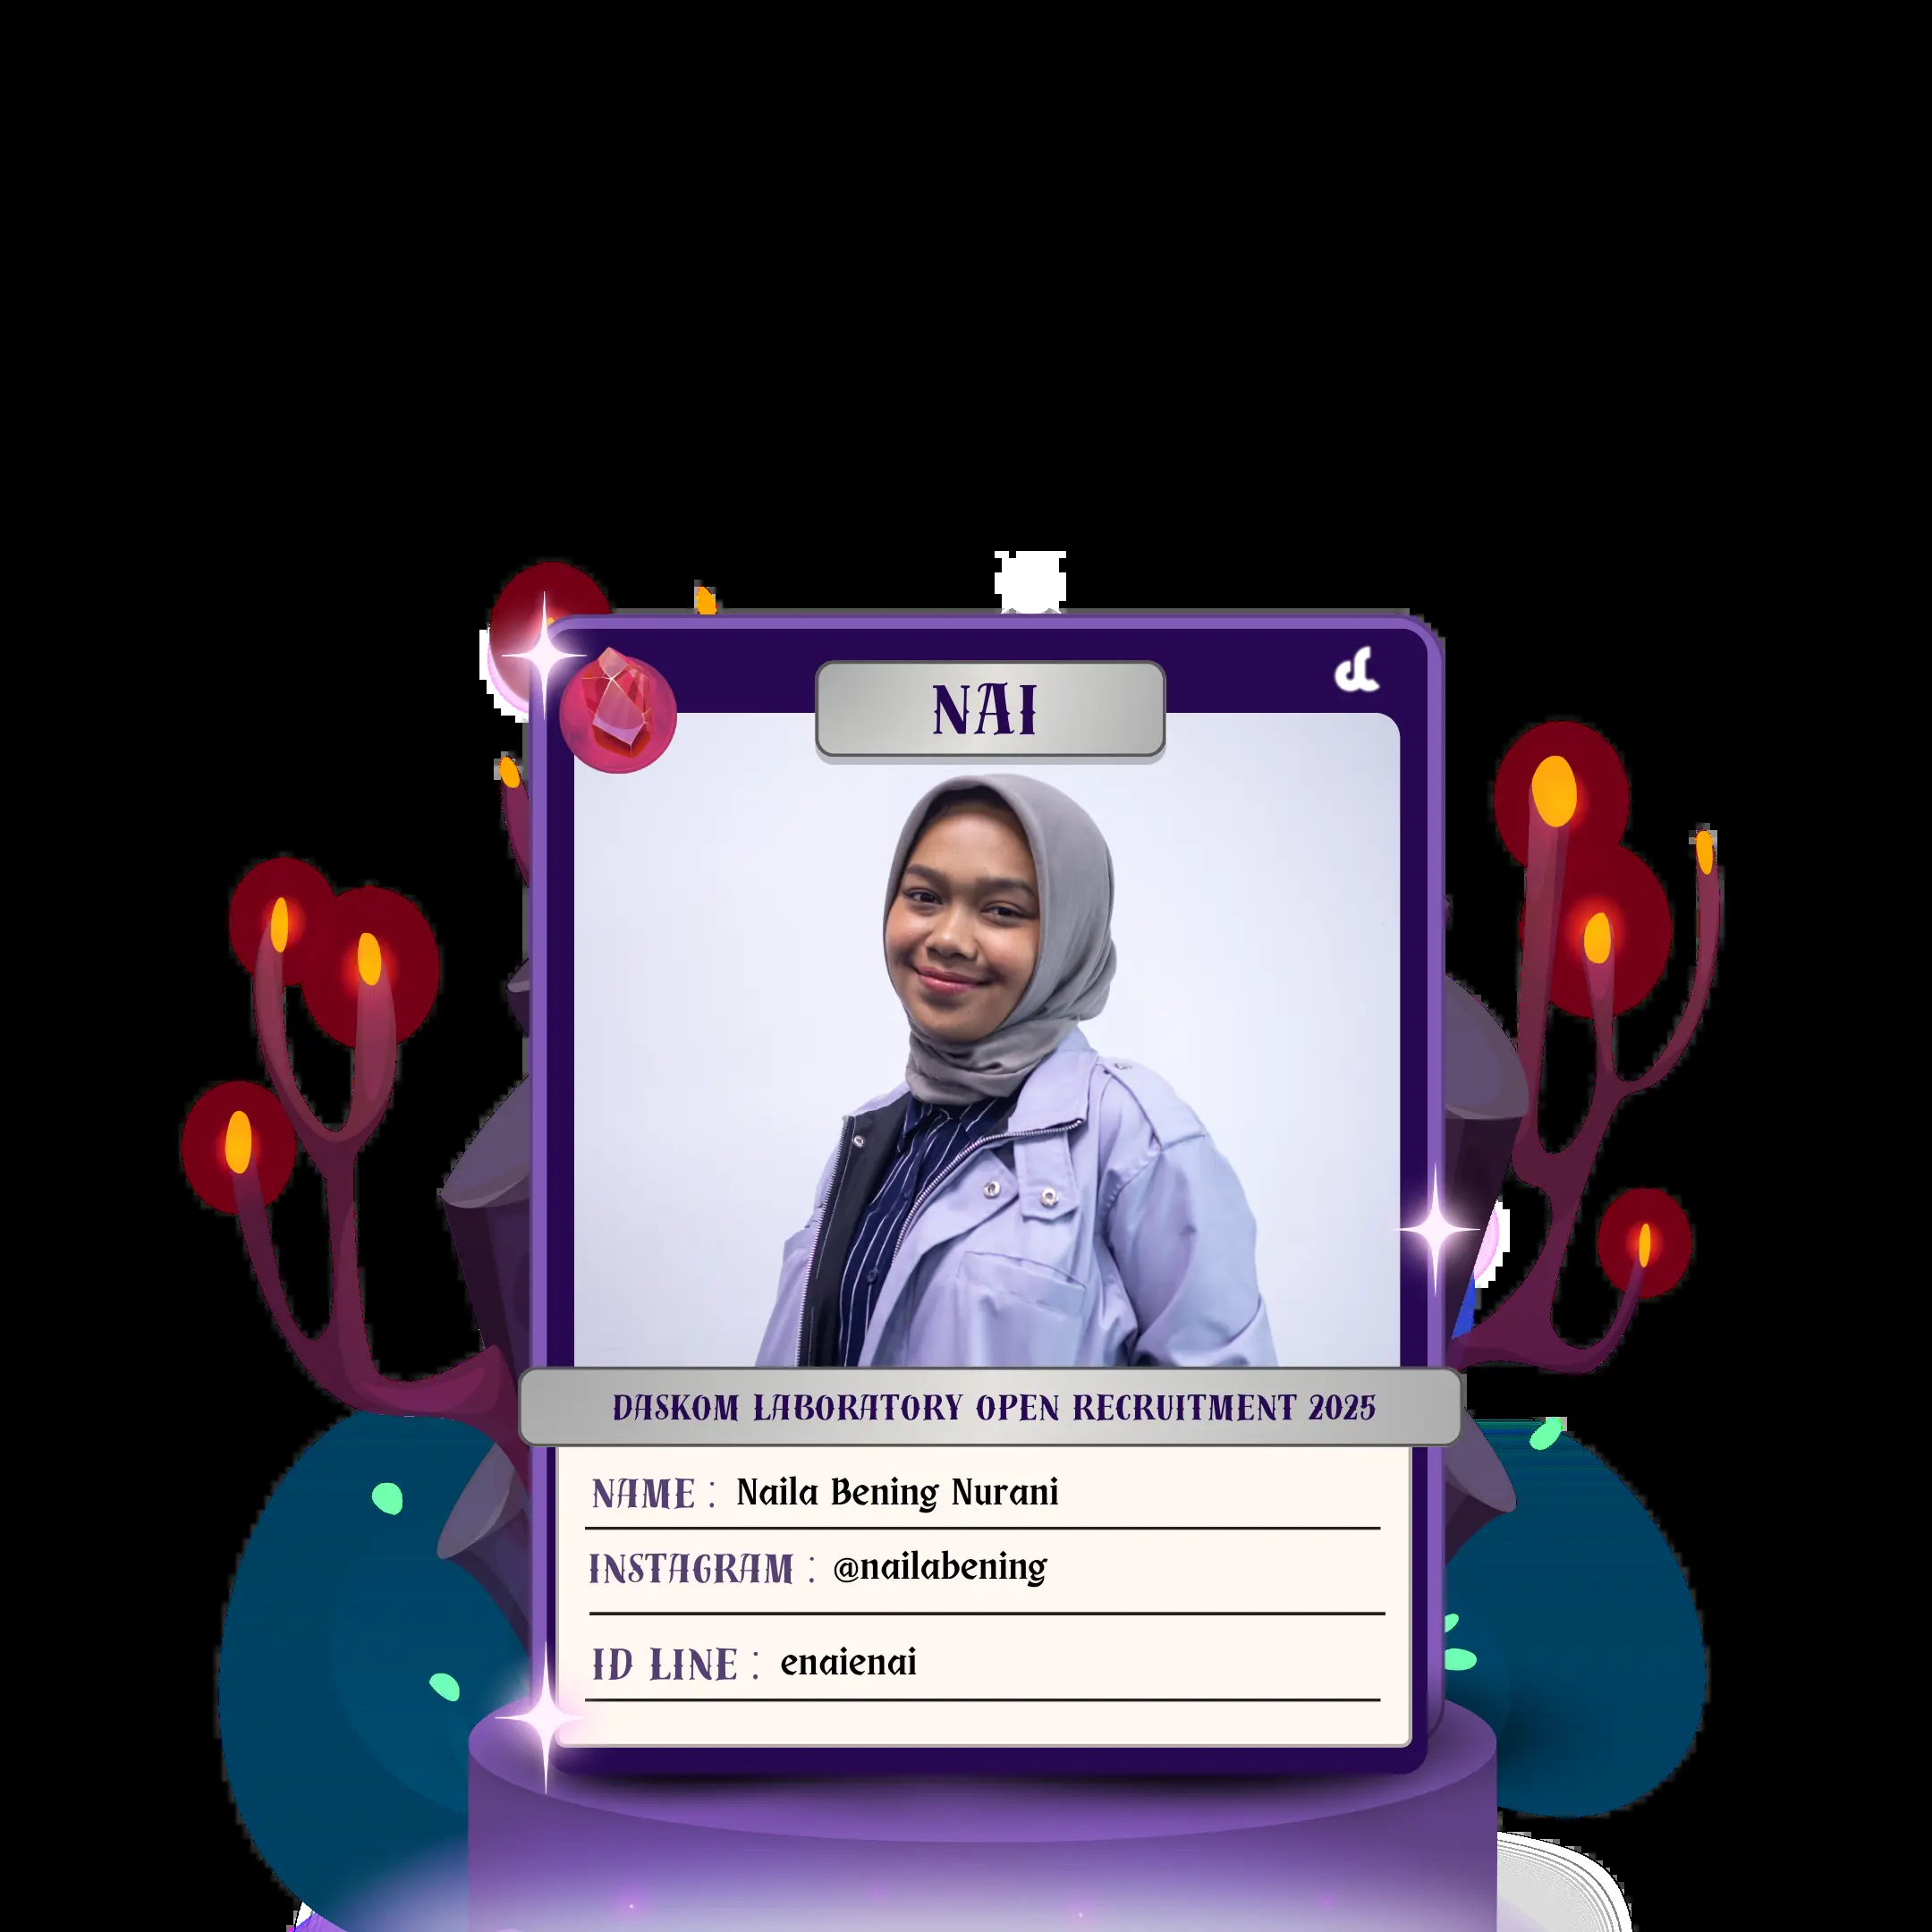 NAI
DASKOM LABORATORY OPEN RECRUITMENT 2025
NAME : Naila Bening Nurani
INSTAGRAM : @nailabening
ID LINE : enaienai